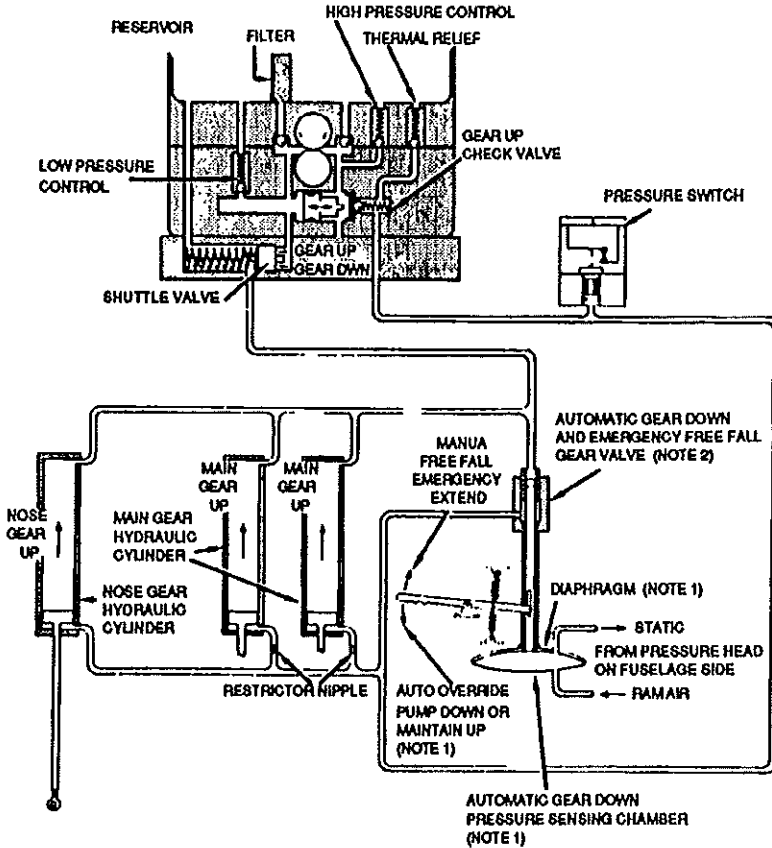 RESERVOIR
FILTER
HIGH PRESSURE CONTROL
THERMAL RELIEF
GEAR UP
CHECK VALVE
LOW PRESSURE
CONTROL
PRESSURE SWITCH
GEAR UP
GEAR DWN
SHUTTLE VALVE
AUTOMATIC GEAR DOWN
AND EMERGENCY FREE FALL
GEAR VALVE (NOTE 2)
MANUA
FREE FALL
EMERGENCY
EXTEND
MAIN
GEAR
UP
MAIN
GEAR
UP
NOSE
GEAR
UP
MAIN GEAR
HYDRAULIC
CYLINDER
NOSE GEAR
HYDRAULIC
CYLINDER
DIAPHRAGM (NOTE 1)
STATIC
FROM PRESSURE HEAD
ON FUSELAGE SIDE
RAM AIR
RESTRICTOR NIPPLE
AUTO OVERRIDE
PUMP DOWN OR
MAINTAIN UP
(NOTE 1)
AUTOMATIC GEAR DOWN
PRESSURE SENSING CHAMBER
(NOTE 1)